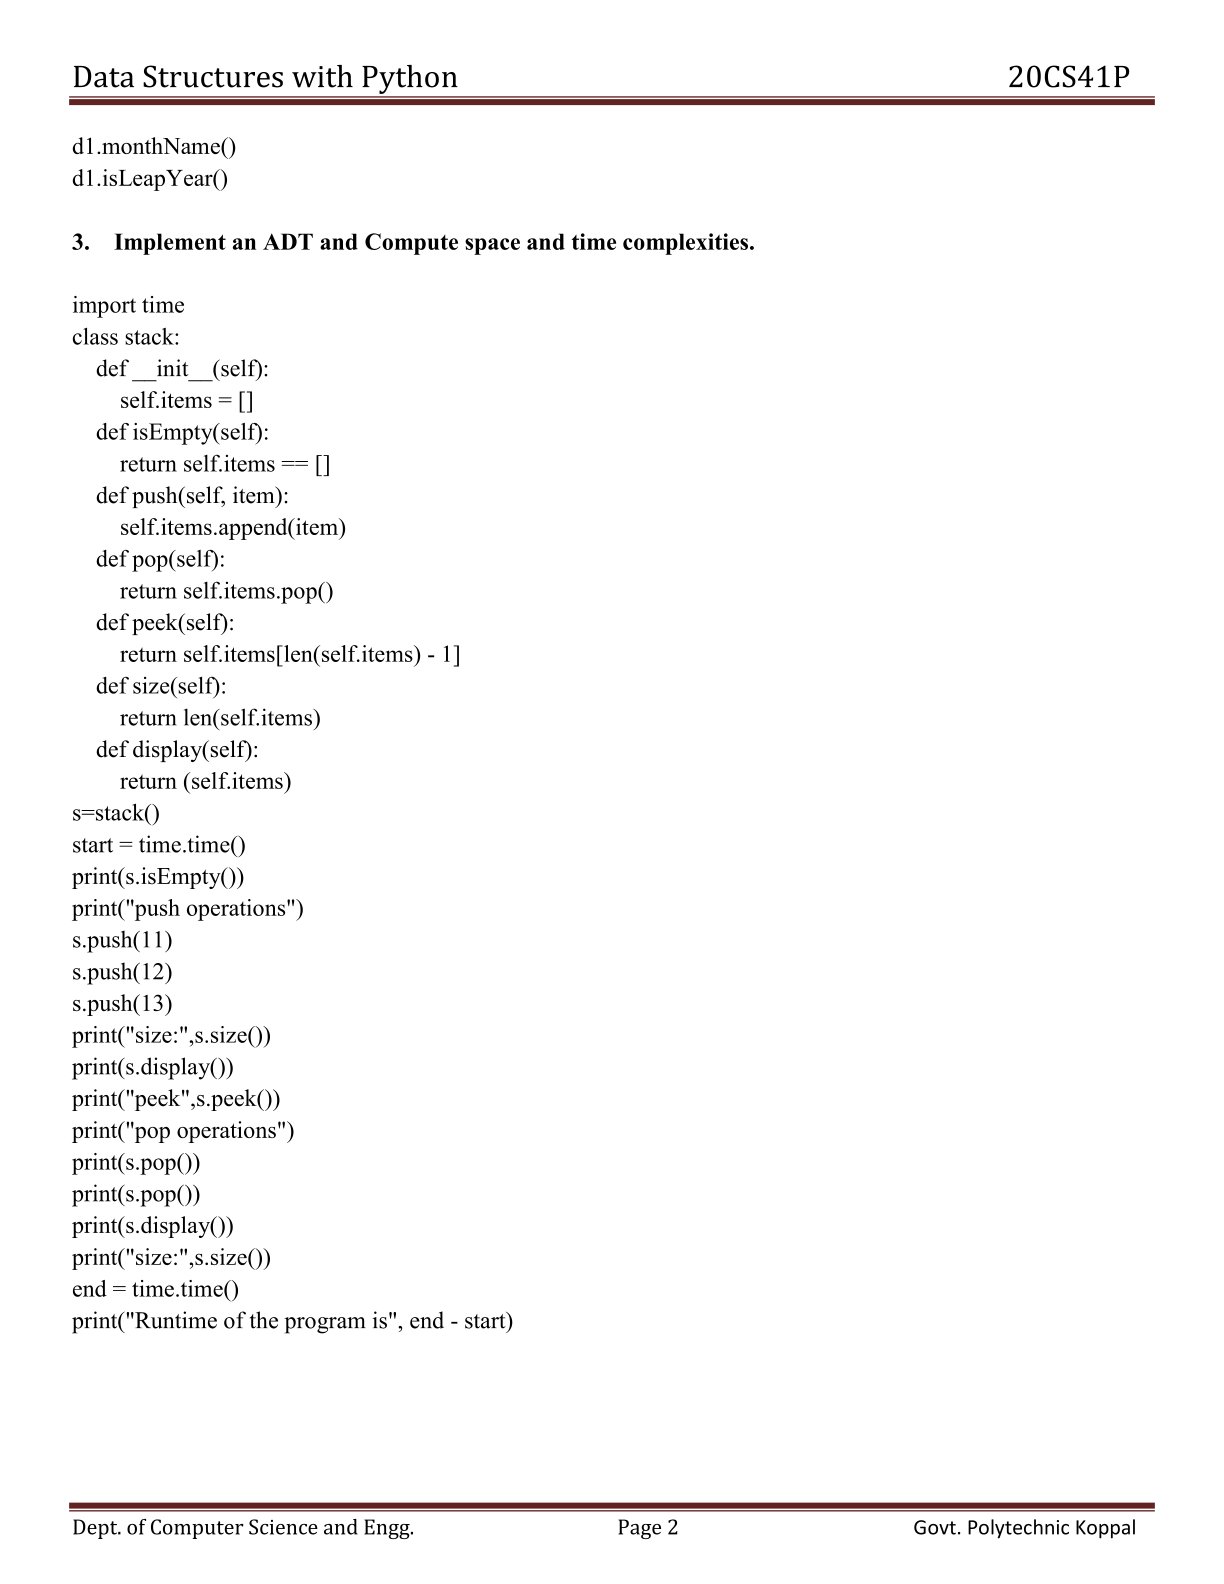 Data Structures with Python 20CS41P
d1.monthName()
d1.isLeapYear()
3. Implement an ADT and Compute space and time complexities.
import time
class stack:
    def __init__(self):
        self.items = []
    def isEmpty(self):
        return self.items == []
    def push(self, item):
        self.items.append(item)
    def pop(self):
        return self.items.pop()
    def peek(self):
        return self.items[len(self.items) - 1]
    def size(self):
        return len(self.items)
    def display(self):
        return (self.items)
s=stack()
start = time.time()
print(s.isEmpty())
print("push operations")
s.push(11)
s.push(12)
s.push(13)
print("size:",s.size())
print(s.display())
print("peek",s.peek())
print("pop operations")
print(s.pop())
print(s.pop())
print(s.display())
print("size:",s.size())
end = time.time()
print("Runtime of the program is", end - start)
Dept. of Computer Science and Engg. Page 2 Govt. Polytechnic Koppal